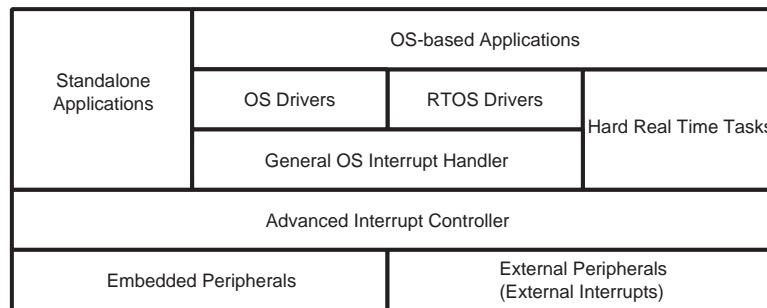 OS-based Applications
Standalone
Applications
OS Drivers
RTOS Drivers
Hard Real Time Tasks
General OS Interrupt Handler
Advanced Interrupt Controller
Embedded Peripherals
External Peripherals
(External Interrupts)